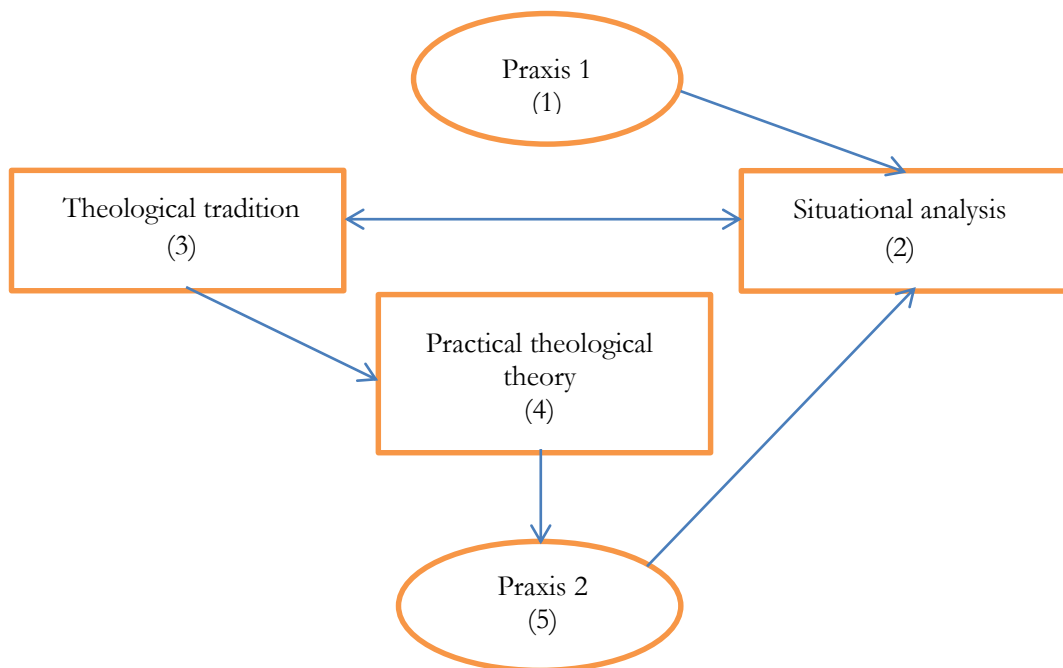 Praxis 1
(1)
Theological tradition
(3)
Situational analysis
(2)
Practical theological
theory
(4)
Praxis 2
(5)